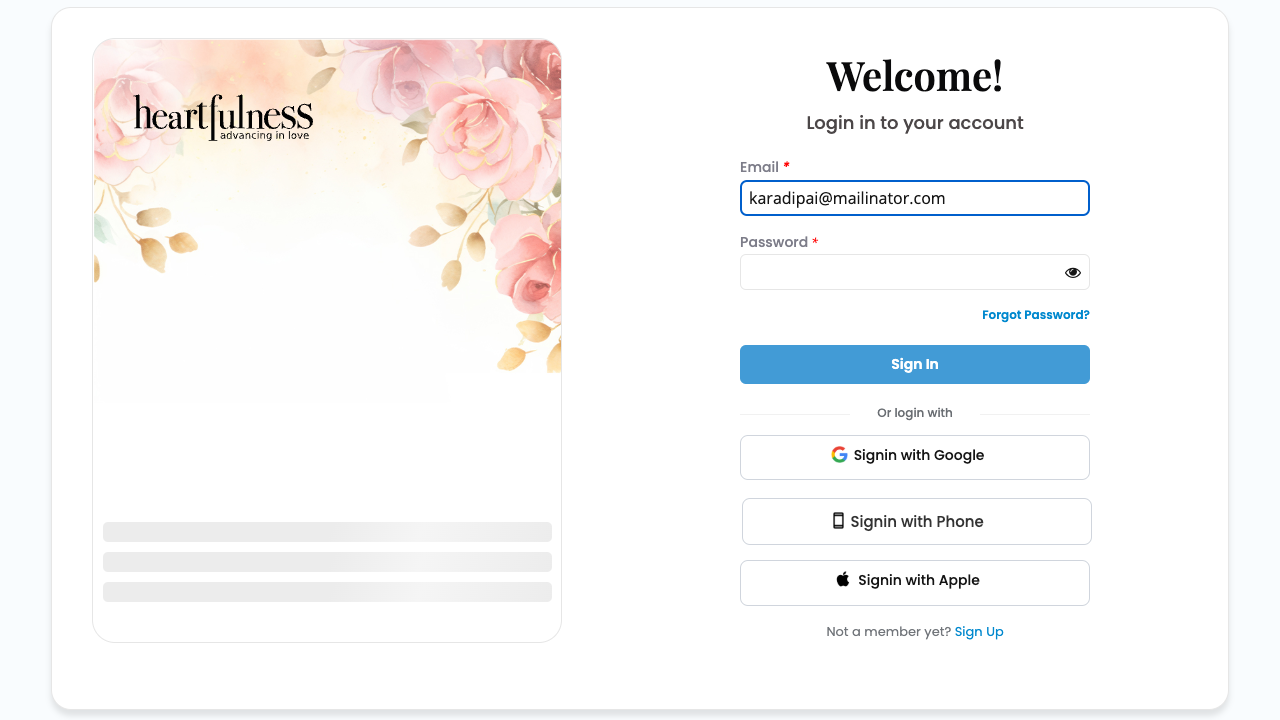 heartfulness
advancing in love
Welcome!
Login in to your account
Email *
karadipai@mailinator.com
Password *
Forgot Password?
Sign In
Or login with
Signin with Google
Signin with Phone
Signin with Apple
Not a member yet? Sign Up